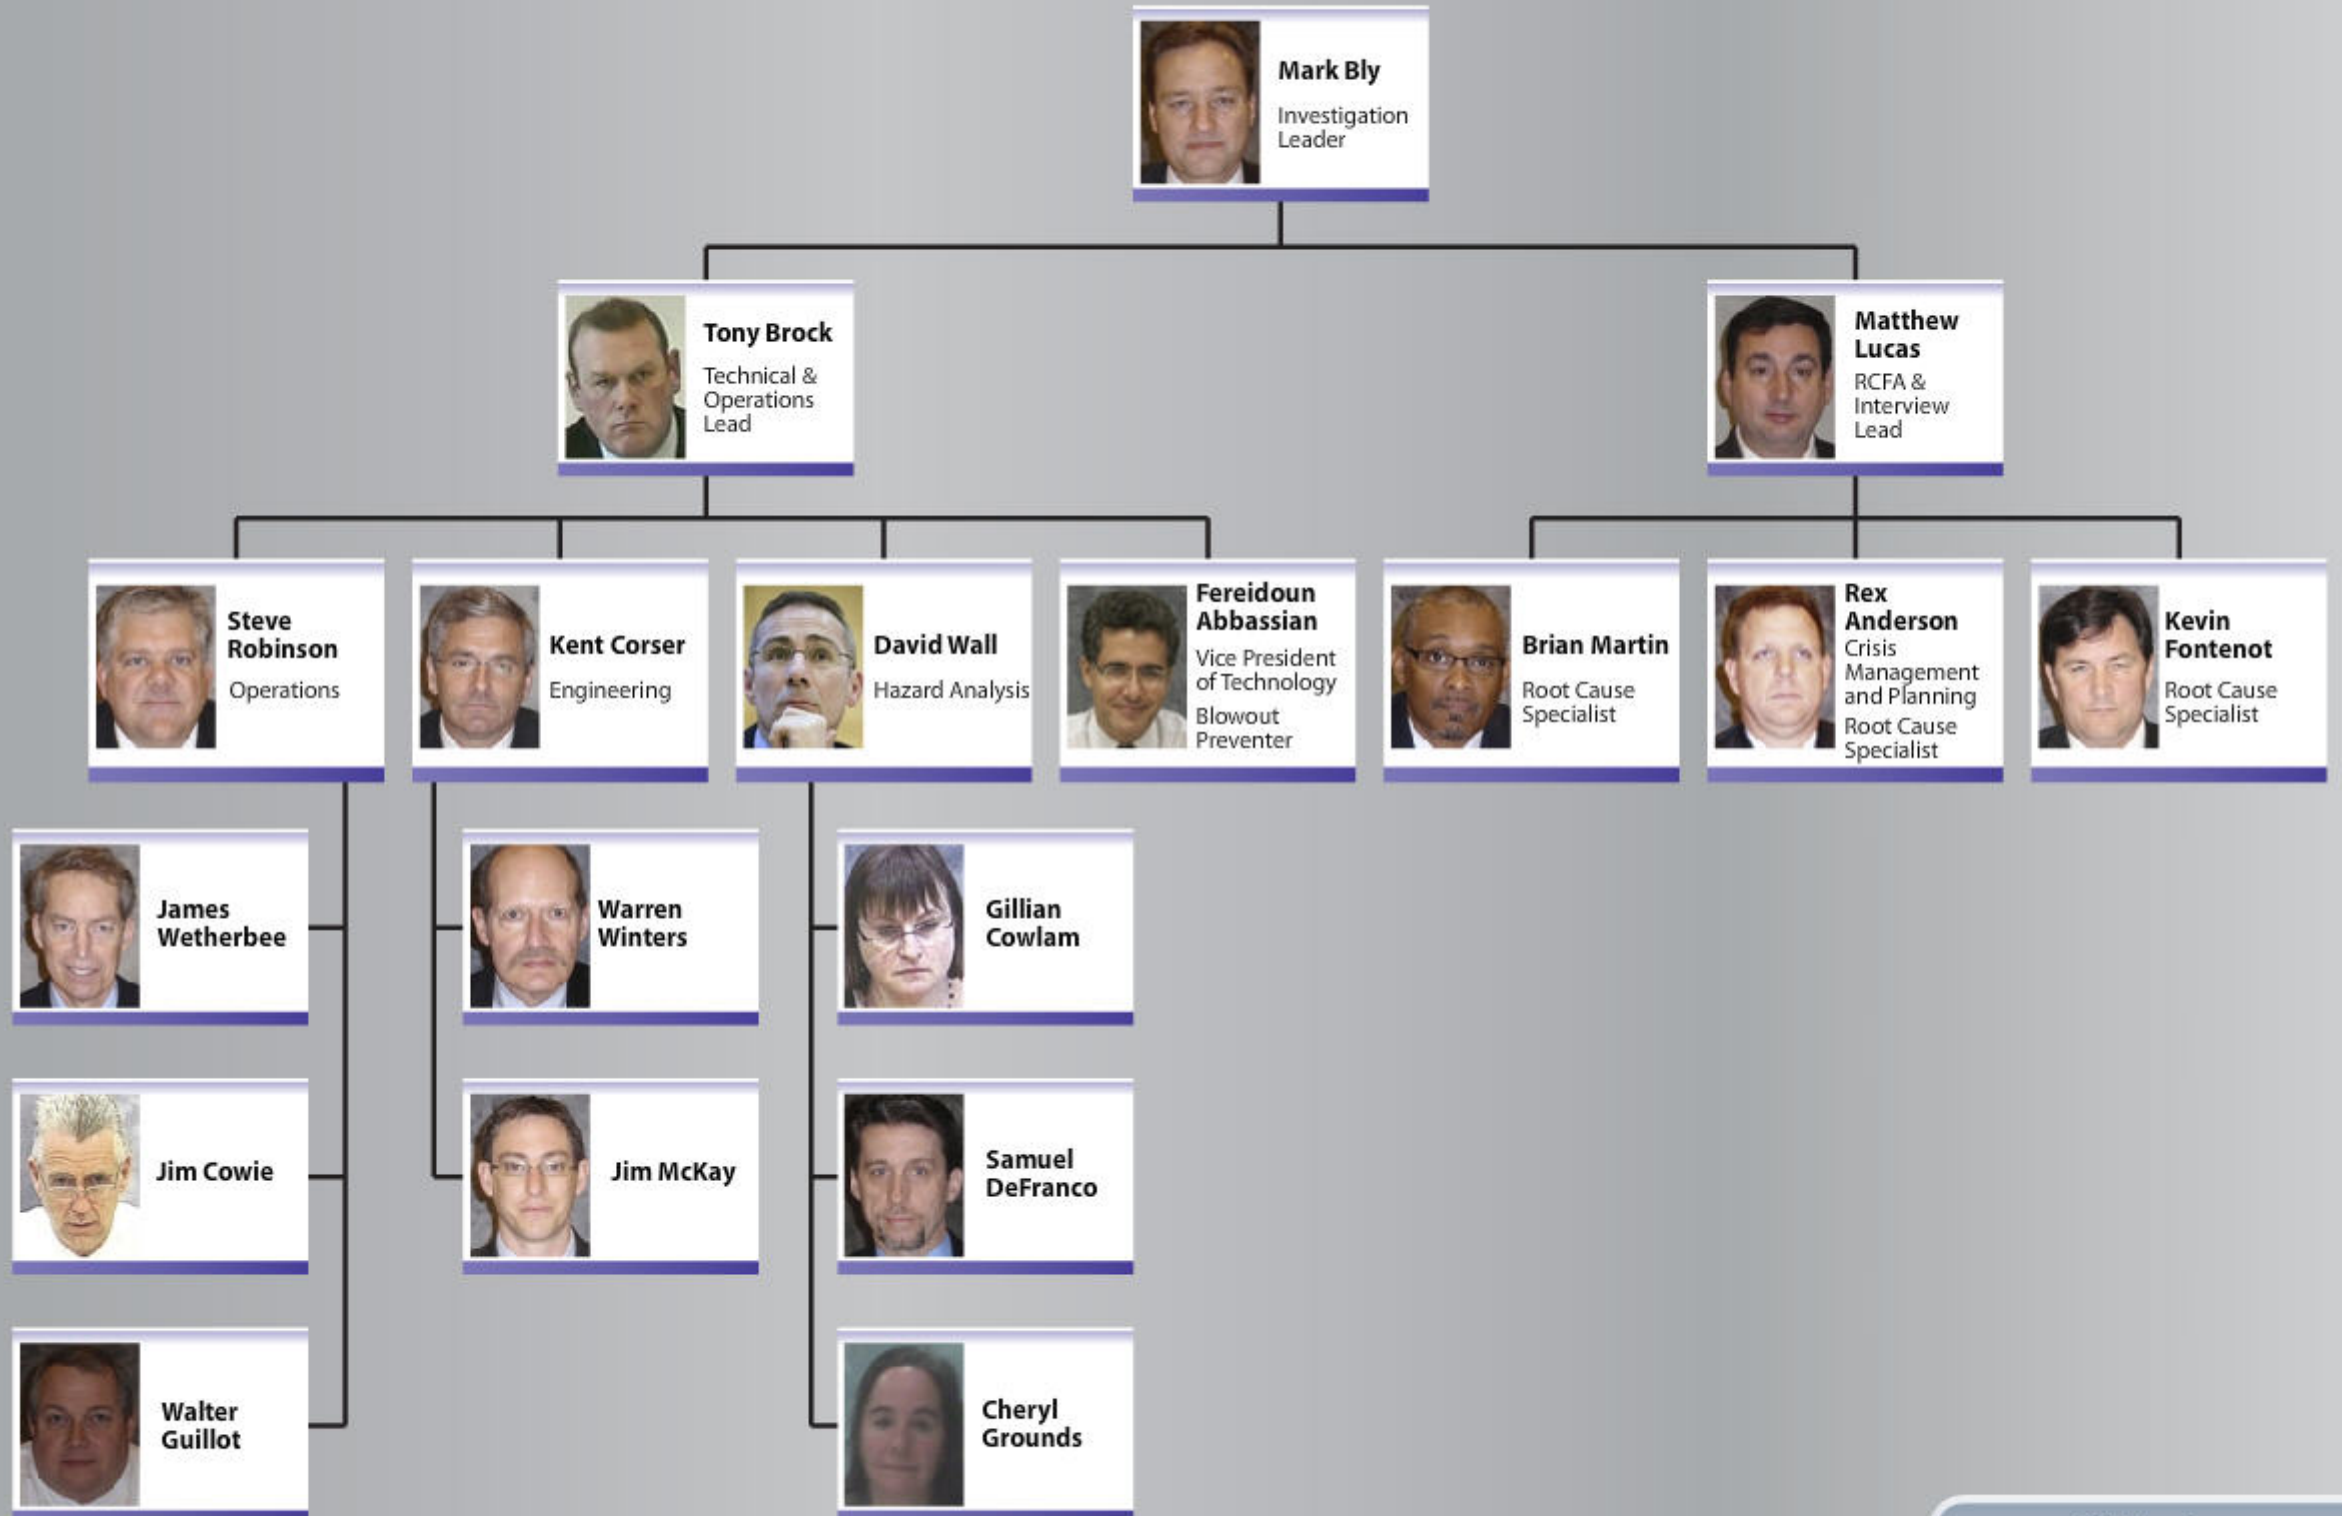 Mark Bly
Investigation
Leader
Tony Brock
Technical &
Operations
Lead
Matthew
Lucas
RCFA &
Interview
Lead
Steve
Robinson
Operations
Kent Corser
Engineering
David Wall
Hazard Analysis
Fereidoun
Abbassian
Vice President
of Technology
Blowout
Preventer
Brian Martin
Root Cause
Specialist
Rex
Anderson
Crisis
Management
and Planning
Root Cause
Specialist
Kevin
Fontenot
Root Cause
Specialist
James
Wetherbee
Warren
Winters
Gillian
Cowlam
Jim Cowie
Jim McKay
Samuel
DeFranco
Walter
Guillot
Cheryl
Grounds